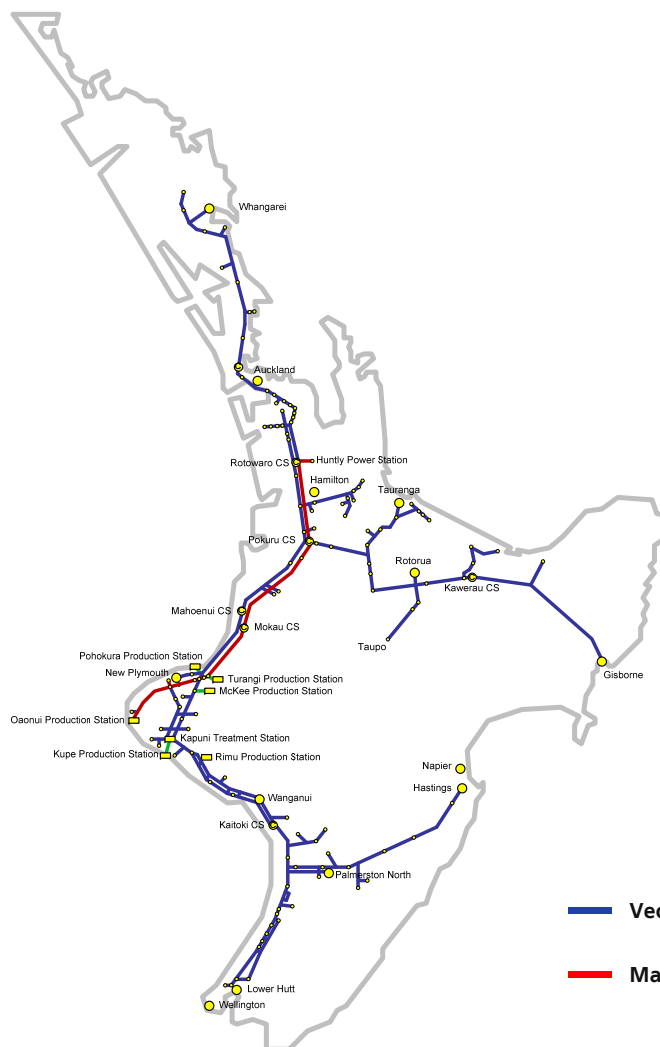 Whangarei
Auckland
Rotowaro CS
Huntly Power Station
Hamilton
Tauranga
Pokuru CS
Rotorua
Kawerau CS
Mahoenui CS
Mokau CS
Taupo
Pohokura Production Station
Gisborne
New Plymouth
Turangi Production Station
McKee Production Station
Oaonui Production Station
Kapuni Treatment Station
Kupe Production Station
Rimu Production Station
Napier
Hastings
Wanganui
Kaitoki CS
Palmerston North
Vec
Ma
Lower Hutt
Wellington